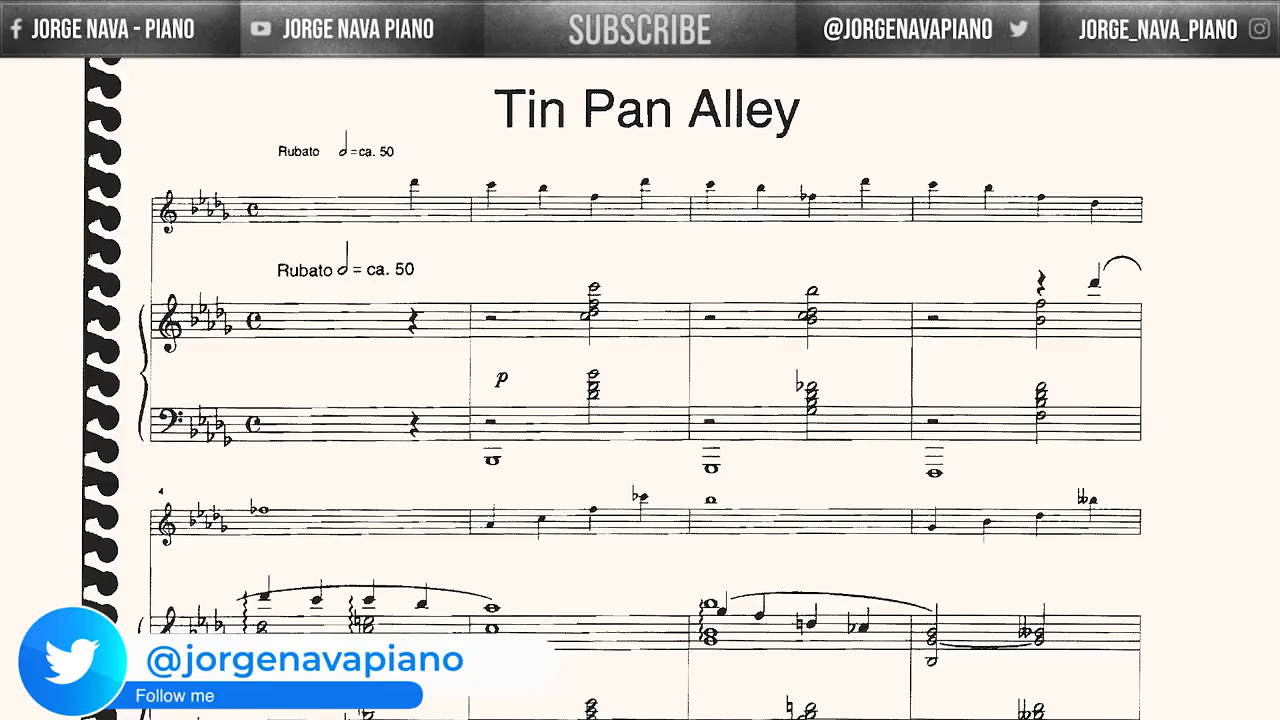 JORGE NAVA - PIANO
JORGE NAVA PIANO
SUBSCRIBE
@JORGENAVAPIANO
JORGE_NAVA_PIANO
Tin Pan Alley
Rubato 𝅗𝅥 = ca. 50
Rubato 𝅗𝅥 = ca. 50
p
4
@jorgenavapiano
Follow me